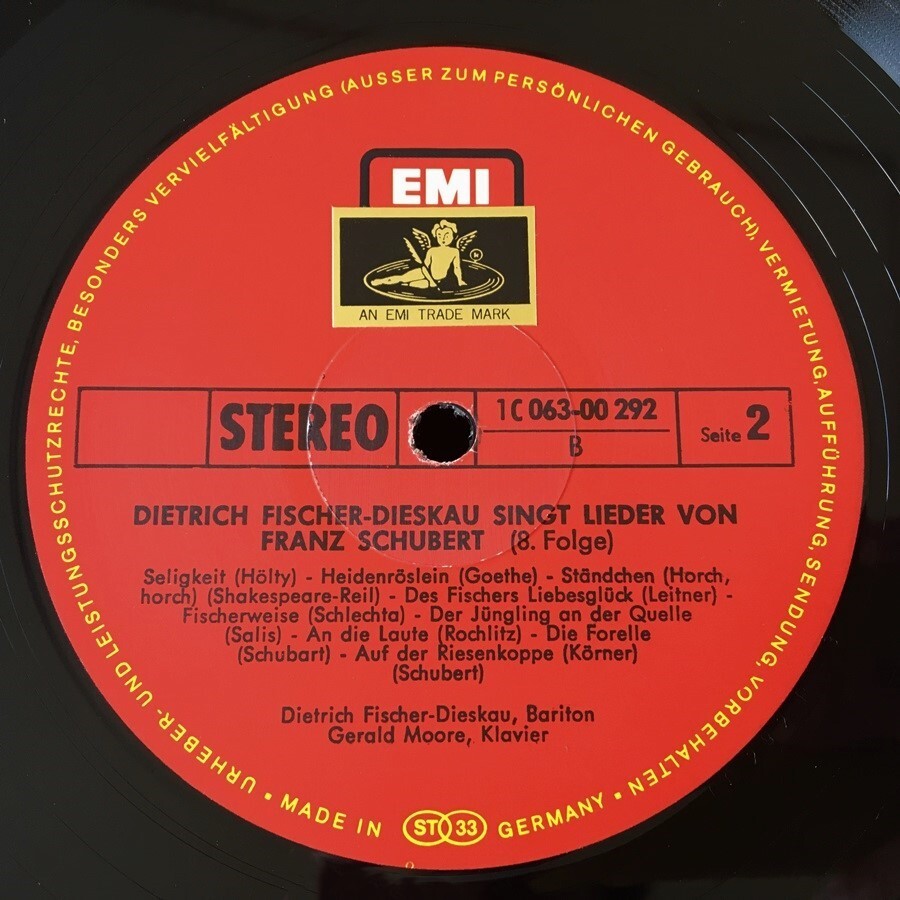 URHEBER- UND LEISTUNGSSCHUTZRECHTE, BESONDERS VERVIELFÄLTIGUNG (AUSSER ZUM PERSÖNLICHEN GEBRAUCH), VERMIETUNG, AUFFÜHRUNG, SENDUNG, VORBEHALTEN ▪
EMI
AN EMI TRADE MARK
STEREO
1C 063-00 292
B
Seite 2
DIETRICH FISCHER-DIESKAU SINGT LIEDER VON
FRANZ SCHUBERT (8. Folge)
Seligkeit (Hölty) - Heidenröslein (Goethe) - Ständchen (Horch,
horch) (Shakespeare-Reil) - Des Fischers Liebesglück (Leitner) -
Fischerweise (Schlechta) - Der Jüngling an der Quelle
(Salis) - An die Laute (Rochlitz) - Die Forelle
(Schubart) - Auf der Riesenkoppe (Körner)
(Schubert)
Dietrich Fischer-Dieskau, Bariton
Gerald Moore, Klavier
▪ MADE IN ST 33 GERMANY